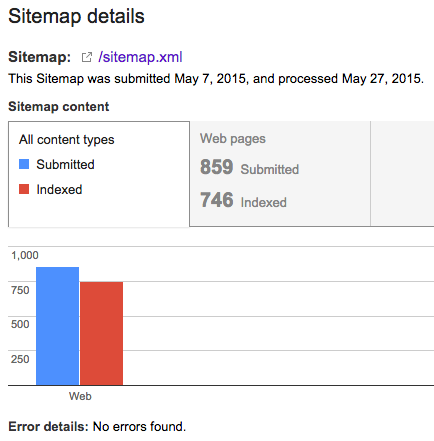 Sitemap details
Sitemap: /sitemap.xml
This Sitemap was submitted May 7, 2015, and processed May 27, 2015.
Sitemap content
All content types
Submitted
Indexed
Web pages
859 Submitted
746 Indexed
1,000
750
500
250
Web
Error details: No errors found.